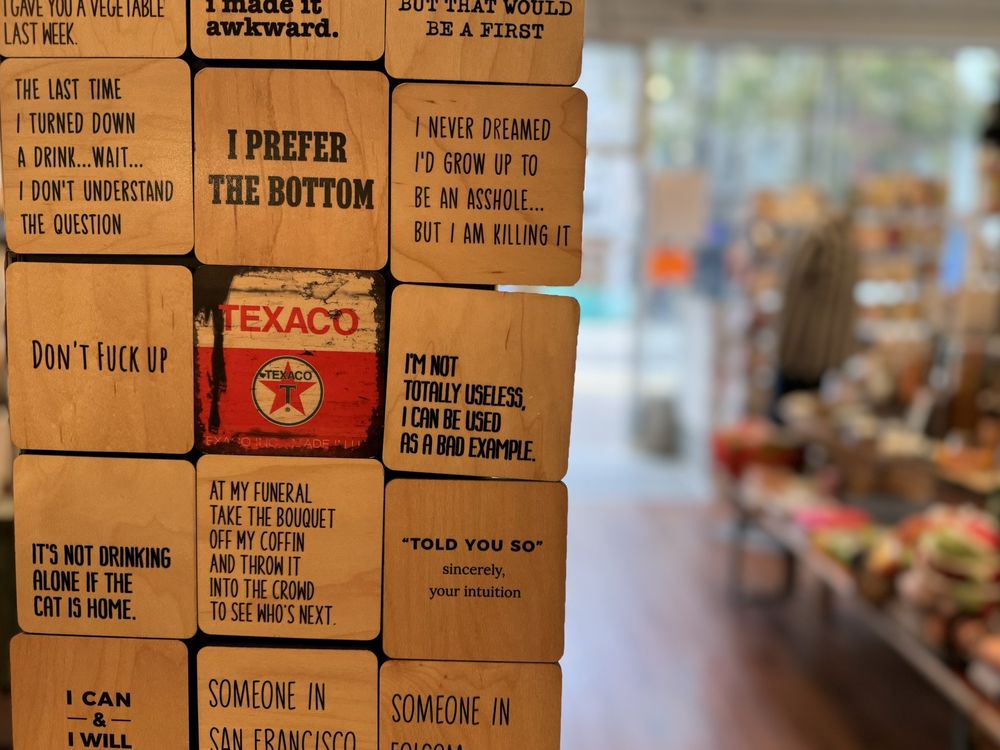 I GAVE YOU A VEGETABLE
LAST WEEK.
i made it
awkward.
BUT THAT WOULD
BE A FIRST
THE LAST TIME
I TURNED DOWN
A DRINK...WAIT...
I DON'T UNDERSTAND
THE QUESTION
I PREFER
THE BOTTOM
I NEVER DREAMED
I'D GROW UP TO
BE AN ASSHOLE...
BUT I AM KILLING IT
DON'T FUCK UP
TEXACO
TEXACO
T
I'M NOT
TOTALLY USELESS,
I CAN BE USED
AS A BAD EXAMPLE.
IT'S NOT DRINKING
ALONE IF THE
CAT IS HOME.
AT MY FUNERAL
TAKE THE BOUQUET
OFF MY COFFIN
AND THROW IT
INTO THE CROWD
TO SEE WHO'S NEXT.
"TOLD YOU SO"
sincerely,
your intuition
I CAN
&
I WILL
SOMEONE IN
SAN FRANCISCO
SOMEONE IN
FOLSOM